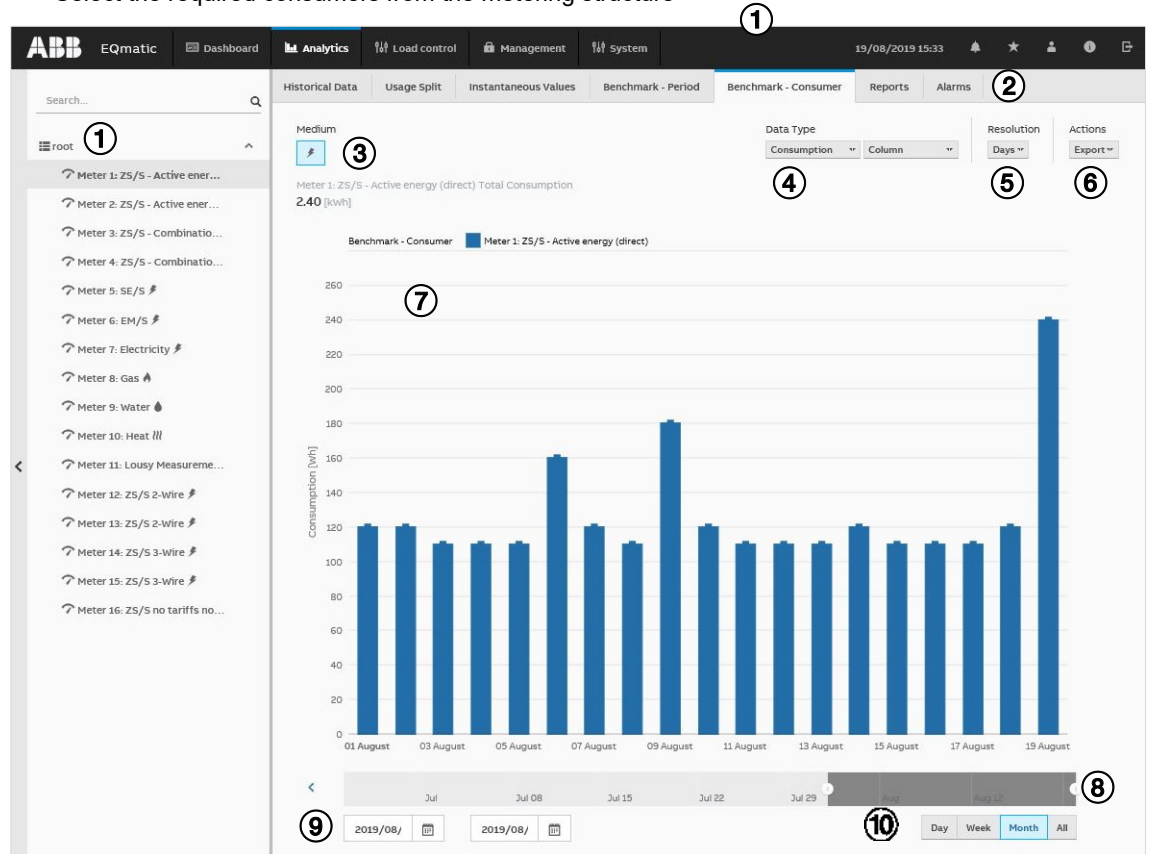 Select the required consumers from the metering structure
①
ABB EQmatic Dashboard Analytics Load control Management System 19/08/2019 15:33
Search...
Historical Data Usage Split Instantaneous Values Benchmark - Period Benchmark - Consumer Reports Alarms ②
root ①
Meter 1: ZS/S - Active ener...
Meter 2: ZS/S - Active ener...
Meter 3: ZS/S - Combinatio...
Meter 4: ZS/S - Combinatio...
Meter 5: SE/S
Meter 6: EM/S
Meter 7: Electricity
Meter 8: Gas
Meter 9: Water
Meter 10: Heat
Meter 11: Lousy Measureme...
Meter 12: ZS/S 2-Wire
Meter 13: ZS/S 2-Wire
Meter 14: ZS/S 3-Wire
Meter 15: ZS/S 3-Wire
Meter 16: ZS/S no tariffs no...
Medium
③
Data Type
Consumption Column
④
Resolution
Days
⑤
Actions
Export
⑥
Meter 1: ZS/S - Active energy (direct) Total Consumption
2.40 [kWh]
Benchmark - Consumer Meter 1: ZS/S - Active energy (direct)
⑦
Consumption [Wh]
260
240
220
200
180
160
140
120
100
80
60
40
20
0
01 August 03 August 05 August 07 August 09 August 11 August 13 August 15 August 17 August 19 August
Jul Jul 08 Jul 15 Jul 22 Jul 29 Aug Aug 12 ⑧
⑨ 2019/08/ 2019/08/ ⑩ Day Week Month All